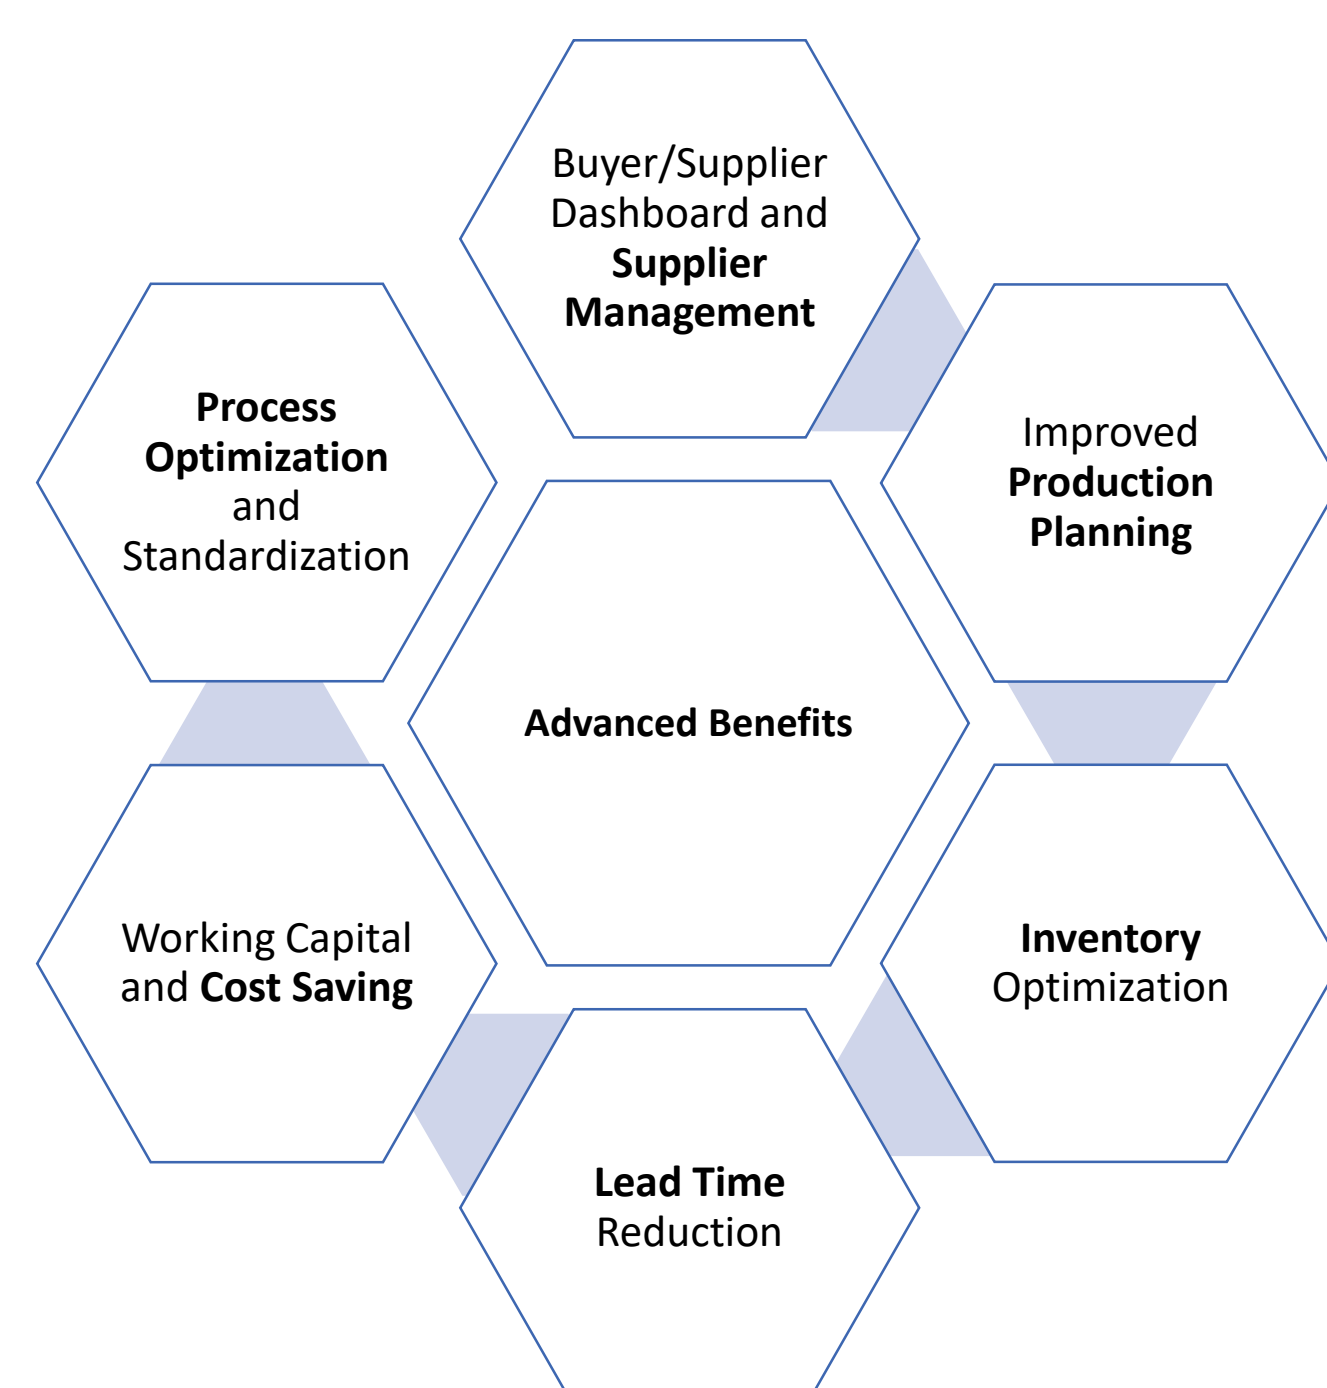 Buyer/Supplier
Dashboard and
Supplier
Management
Process
Optimization
and
Standardization
Improved
Production
Planning
Advanced Benefits
Working Capital
and Cost Saving
Inventory
Optimization
Lead Time
Reduction